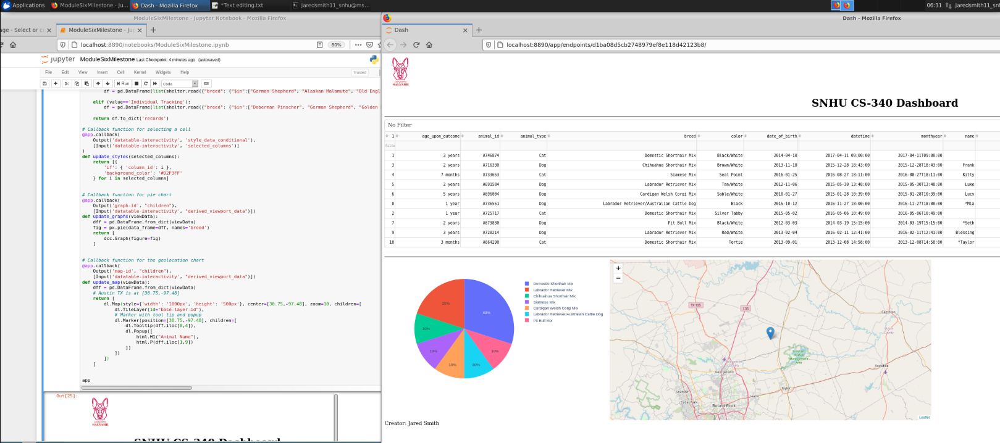 Applications
ModuleSixMilestone - Ju...
Dash - Mozilla Firefox
*Text editing.txt
jaredsmith11_snhu@ms...
06:31
jaredsmith11_snh
ModuleSixMilestone - Jupyter Notebook - Mozilla Firefox
age - Select or c
ModuleSixMilestone - Jup
localhost:8890/notebooks/ModuleSixMilestone.ipynb
80%
jupyter ModuleSixMilestone Last Checkpoint: 4 minutes ago (autosaved)
File Edit View Insert Cell Kernel Widgets Help
Trusted
Run
Code
df = pd.DataFrame(list(shelter.read({"breed": {"$in":["German Shepherd", "Alaskan Malamute", "Old Engl
elif (value=='Individual Tracking'):
df = pd.DataFrame(list(shelter.read({"breed": {"$in":["Doberman Pinscher", "German Shepherd", "Golden
return df.to_dict('records')
# Callback function for selecting a cell
@app.callback(
Output('datatable-interactivity', 'style_data_conditional'),
[Input('datatable-interactivity', 'selected_columns')]
)
def update_styles(selected_columns):
return [{
'if': { 'column_id': i },
'background_color': '#D2F3FF'
} for i in selected_columns]
# Callback function for pie chart
@app.callback(
Output('graph-id', "children"),
[Input('datatable-interactivity', "derived_viewport_data")])
def update_graphs(viewData):
dff = pd.DataFrame.from_dict(viewData)
fig = px.pie(data_frame=dff, names='breed')
return [
dcc.Graph(figure=fig)
]
# Callback function for the geolocation chart
@app.callback(
Output('map-id', "children"),
[Input('datatable-interactivity', "derived_viewport_data")])
def update_map(viewData):
dff = pd.DataFrame.from_dict(viewData)
# Austin TX is at [30.75,-97.48]
return [
dl.Map(style={'width': '1000px', 'height': '500px'}, center=[30.75,-97.48], zoom=10, children=[
dl.TileLayer(id="base-layer-id"),
# Marker with tool tip and popup
dl.Marker(position=[30.75,-97.48], children=[
dl.Tooltip(dff.iloc[0,4]),
dl.Popup([
html.H1("Animal Name"),
html.P(dff.iloc[1,9])
])
])
])
]
app
Out[25]:
SALVARE
SNHU CS-340 Dashboard
Dash - Mozilla Firefox
Dash
localhost:8890/app/endpoints/d1ba08d5cb2748979ef8e118d42123b8/
SALVARE
SNHU CS-340 Dashboard
No Filter
1 age_upon_outcome animal_id animal_type breed color date_of_birth datetime monthyear name
filte
1 3 years A746874 Cat Domestic Shorthair Mix Black/White 2014-04-10 2017-04-11 09:00:00 2017-04-11T09:00:00
3 2 years A716330 Dog Chihuahua Shorthair Mix Brown/White 2013-11-18 2015-12-28 18:43:00 2015-12-28T18:43:00 Frank
4 7 months A733653 Cat Siamese Mix Seal Point 2016-01-25 2016-08-27 18:11:00 2016-08-27T18:11:00 Kitty
5 2 years A691584 Dog Labrador Retriever Mix Tan/White 2012-11-06 2015-05-30 13:48:00 2015-05-30T13:48:00 Luke
6 5 years A696004 Dog Cardigan Welsh Corgi Mix Sable/White 2010-01-27 2015-01-28 10:39:00 2015-01-28T10:39:00 Lucy
8 1 year A736551 Dog Labrador Retriever/Australian Cattle Dog Black 2015-10-12 2016-11-27 18:00:00 2016-11-27T18:00:00 *Mia
2 1 year A725717 Cat Domestic Shorthair Mix Silver Tabby 2015-05-02 2016-05-06 10:49:00 2016-05-06T10:49:00
7 2 years A673830 Dog Pit Bull Mix Black/White 2012-03-03 2014-03-19 15:15:00 2014-03-19T15:15:00 *Seth
9 3 years A720214 Dog Labrador Retriever Mix Red/White 2013-02-04 2016-02-11 12:41:00 2016-02-11T12:41:00 Blessing
10 3 months A664290 Cat Domestic Shorthair Mix Tortie 2013-09-01 2013-12-08 14:58:00 2013-12-08T14:58:00 *Taylor
30%
20%
10%
10%
10%
10%
10%
Domestic Shorthair Mix
Labrador Retriever Mix
Chihuahua Shorthair Mix
Siamese Mix
Cardigan Welsh Corgi Mix
Labrador Retriever/Australian Cattle Dog
Pit Bull Mix
+
−
TX 195
I 35
Cameron
Milam County
Granger Wildlife Management Area
Williamson County
Georgetown
Rockdale
Taylor
Leander
Hutto
Cedar Park
Round Rock
Leaflet
Creator: Jared Smith